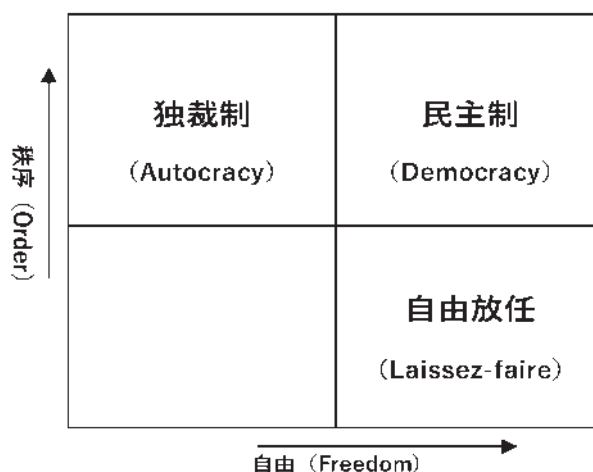 独裁制
(Autocracy)
民主制
(Democracy)
秩序 (Order)
自由放任
(Laissez-faire)
自由 (Freedom)